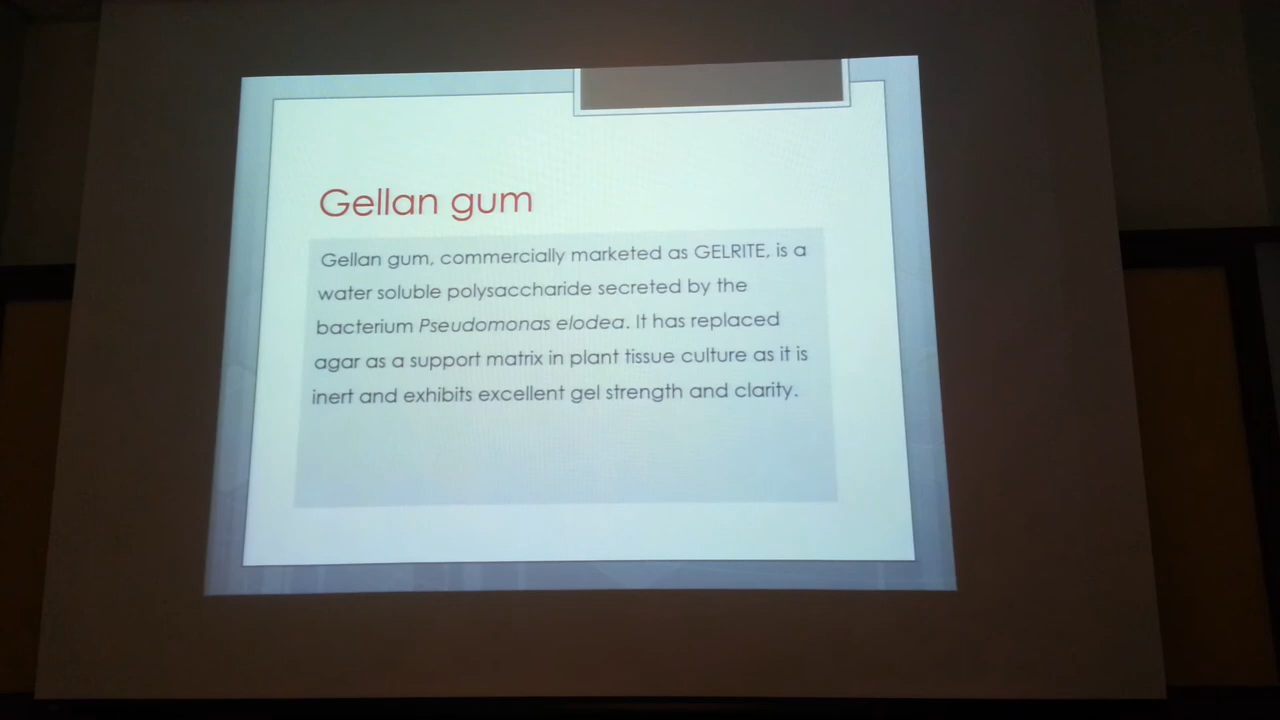 Gellan gum
Gellan gum, commercially marketed as GELRITE, is a
water soluble polysaccharide secreted by the
bacterium Pseudomonas elodea. It has replaced
agar as a support matrix in plant tissue culture as it is
inert and exhibits excellent gel strength and clarity.